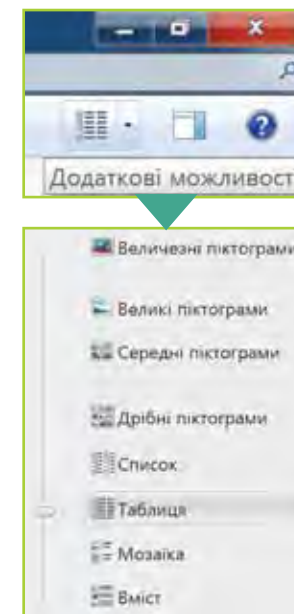 Додаткові можливост
Величезні піктограми
Великі піктограми
Середні піктограми
Дрібні піктограми
Список
Таблиця
Мозаїка
Вміст